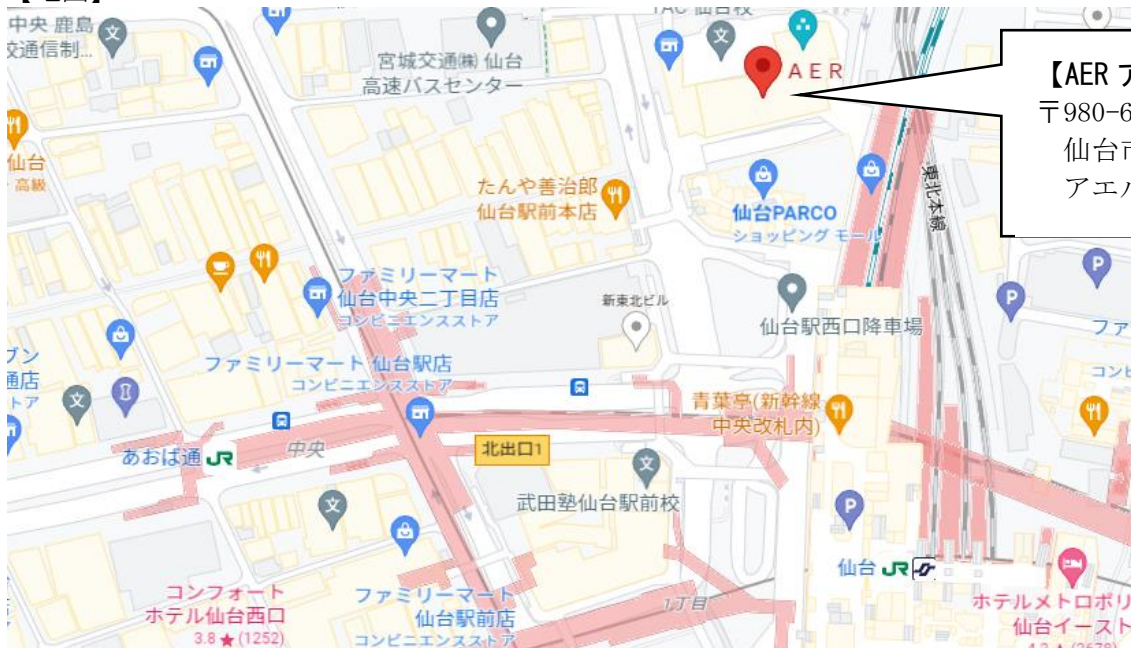 中央 鹿島
交通信制...
宮城交通㈱ 仙台
高速バスセンター
TAC 仙台校
AER
【AER ア
〒980-6
仙台市
アエル
仙台
高級
たんや善治郎
仙台駅前本店
仙台PARCO
ショッピング モール
東北本線
ファミリーマート
仙台中央二丁目店
コンビニエンスストア
新東北ビル
仙台駅西口降車場
ファミリーマート 仙台駅店
コンビニエンスストア
ブン
通店
トア
ファ
コンビ
青葉亭(新幹線
中央改札内)
あおば通 JR
中央
北出口1
武田塾仙台駅前校
仙台 JR
コンフォート
ホテル仙台西口
3.8 ★ (1252)
ファミリーマート
仙台駅前店
コンビニエンスストア
1丁目
ホテルメトロポリ
仙台イースト